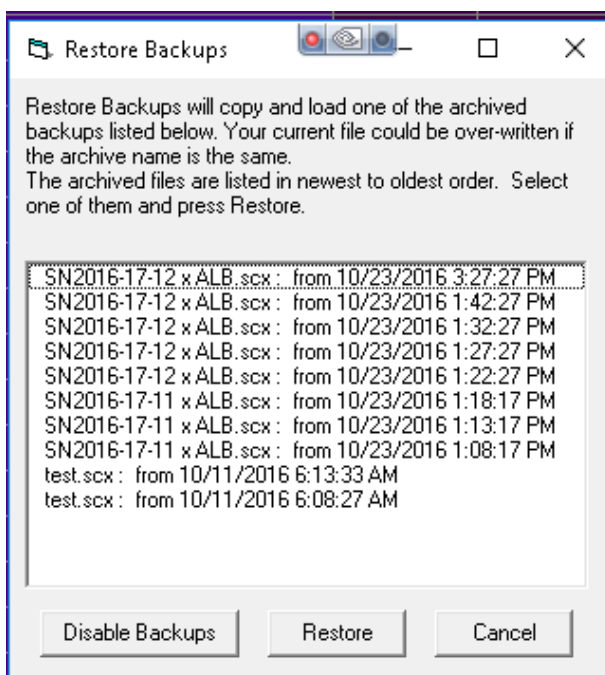 Restore Backups
Restore Backups will copy and load one of the archived
backups listed below. Your current file could be over-written if
the archive name is the same.
The archived files are listed in newest to oldest order.  Select
one of them and press Restore.
SN2016-17-12 x ALB.scx :  from 10/23/2016 3:27:27 PM
SN2016-17-12 x ALB.scx :  from 10/23/2016 1:42:27 PM
SN2016-17-12 x ALB.scx :  from 10/23/2016 1:32:27 PM
SN2016-17-12 x ALB.scx :  from 10/23/2016 1:27:27 PM
SN2016-17-12 x ALB.scx :  from 10/23/2016 1:22:27 PM
SN2016-17-11 x ALB.scx :  from 10/23/2016 1:18:17 PM
SN2016-17-11 x ALB.scx :  from 10/23/2016 1:13:17 PM
SN2016-17-11 x ALB.scx :  from 10/23/2016 1:08:17 PM
test.scx :  from 10/11/2016 6:13:33 AM
test.scx :  from 10/11/2016 6:08:27 AM
Disable Backups Restore Cancel